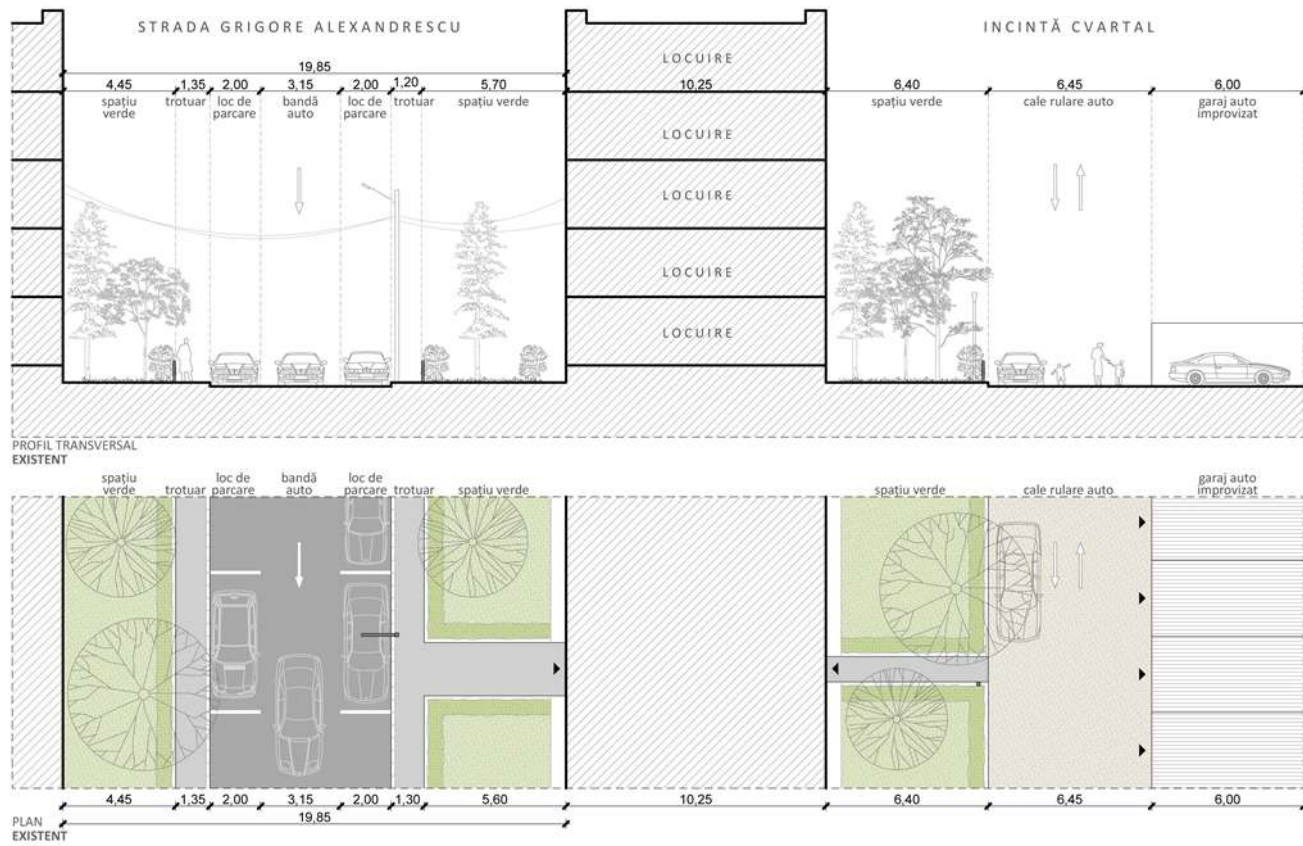 STRADA GRIGORE ALEXANDRESCU
INCINTĂ CVARTAL
19,85
4,45 1,35 2,00 3,15 2,00 1,20 5,70 10,25 6,40 6,45 6,00
spațiu verde
trotuar
loc de parcare
bandă auto
loc de parcare
trotuar
spațiu verde
spațiu verde
cale rulare auto
garaj auto improvizat
LOCUIRE
LOCUIRE
LOCUIRE
LOCUIRE
LOCUIRE
PROFIL TRANSVERSAL
EXISTENT
spațiu verde
trotuar
loc de parcare
bandă auto
loc de parcare
trotuar
spațiu verde
spațiu verde
cale rulare auto
garaj auto improvizat
4,45 1,35 2,00 3,15 2,00 1,30 5,60 10,25 6,40 6,45 6,00
19,85
PLAN
EXISTENT